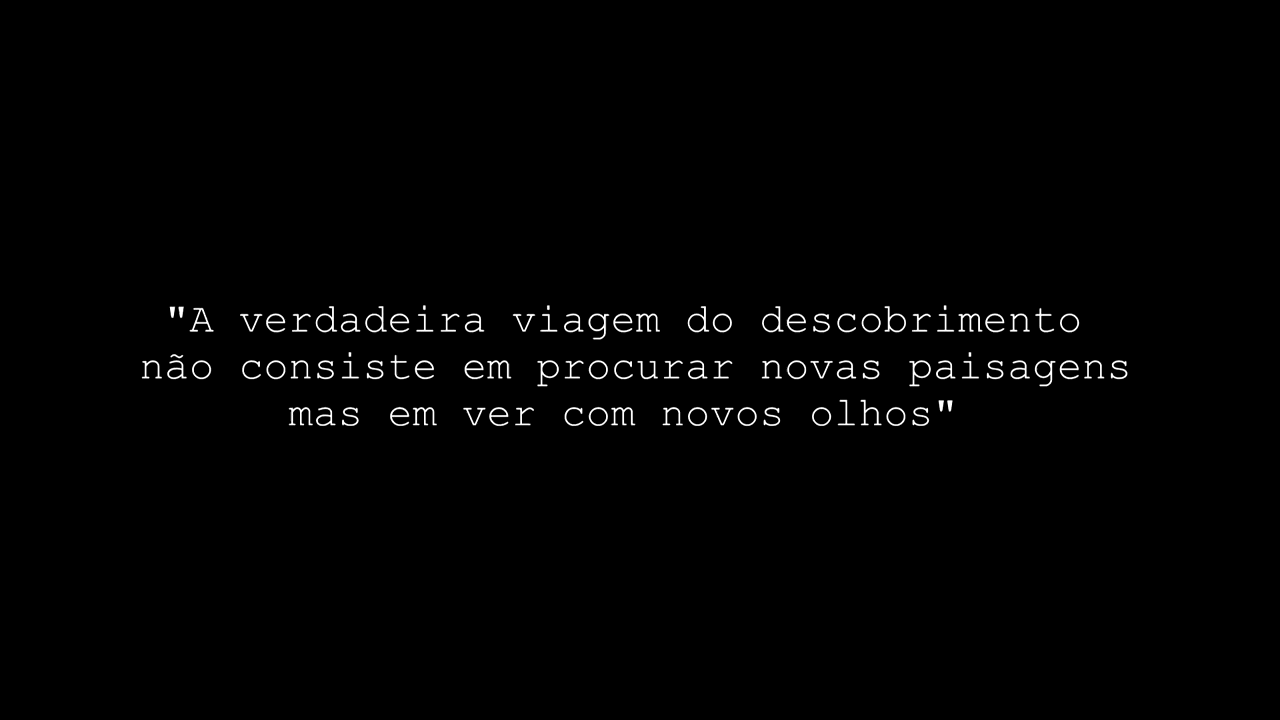 "A verdadeira viagem do descobrimento
não consiste em procurar novas paisagens
mas em ver com novos olhos"